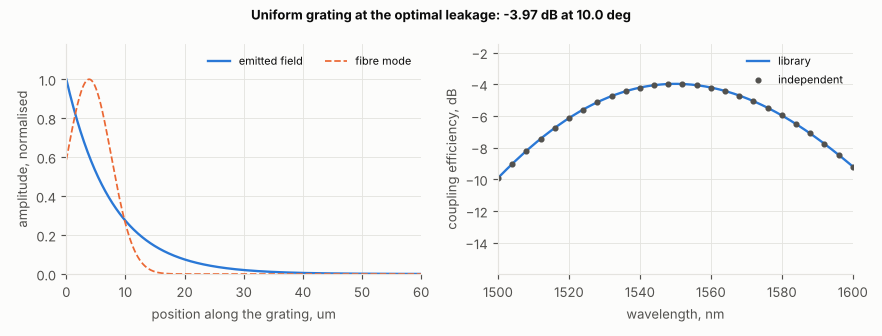 Uniform grating at the optimal leakage: -3.97 dB at 10.0 deg
emitted field
fibre mode
amplitude, normalised
1.0
0.8
0.6
0.4
0.2
0.0
0 10 20 30 40 50 60
position along the grating, um
library
independent
coupling efficiency, dB
−2
−4
−6
−8
−10
−12
−14
1500 1520 1540 1560 1580 1600
wavelength, nm